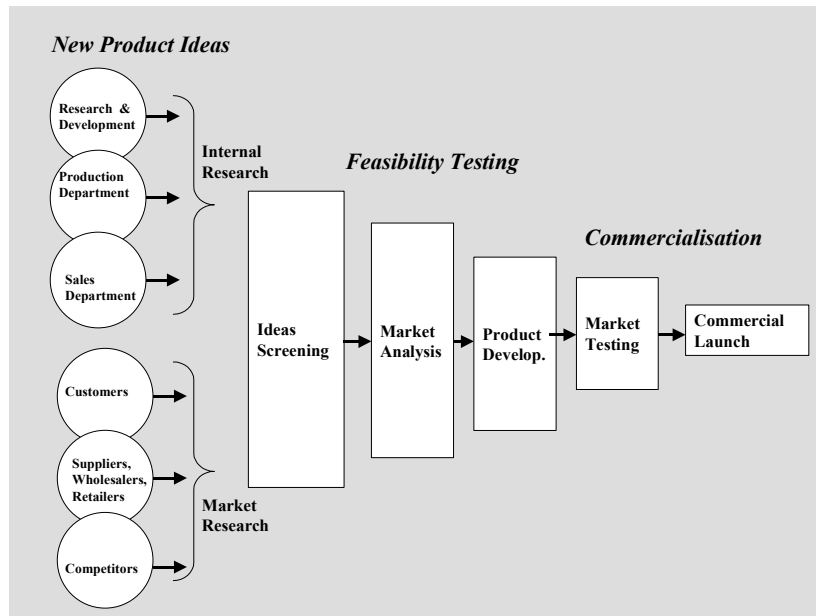 New Product Ideas
Research &
Development
Production
Department
Sales
Department
Internal
Research
Customers
Suppliers,
Wholesalers,
Retailers
Competitors
Market
Research
Feasibility Testing
Ideas
Screening
Market
Analysis
Product
Develop.
Commercialisation
Market
Testing
Commercial
Launch